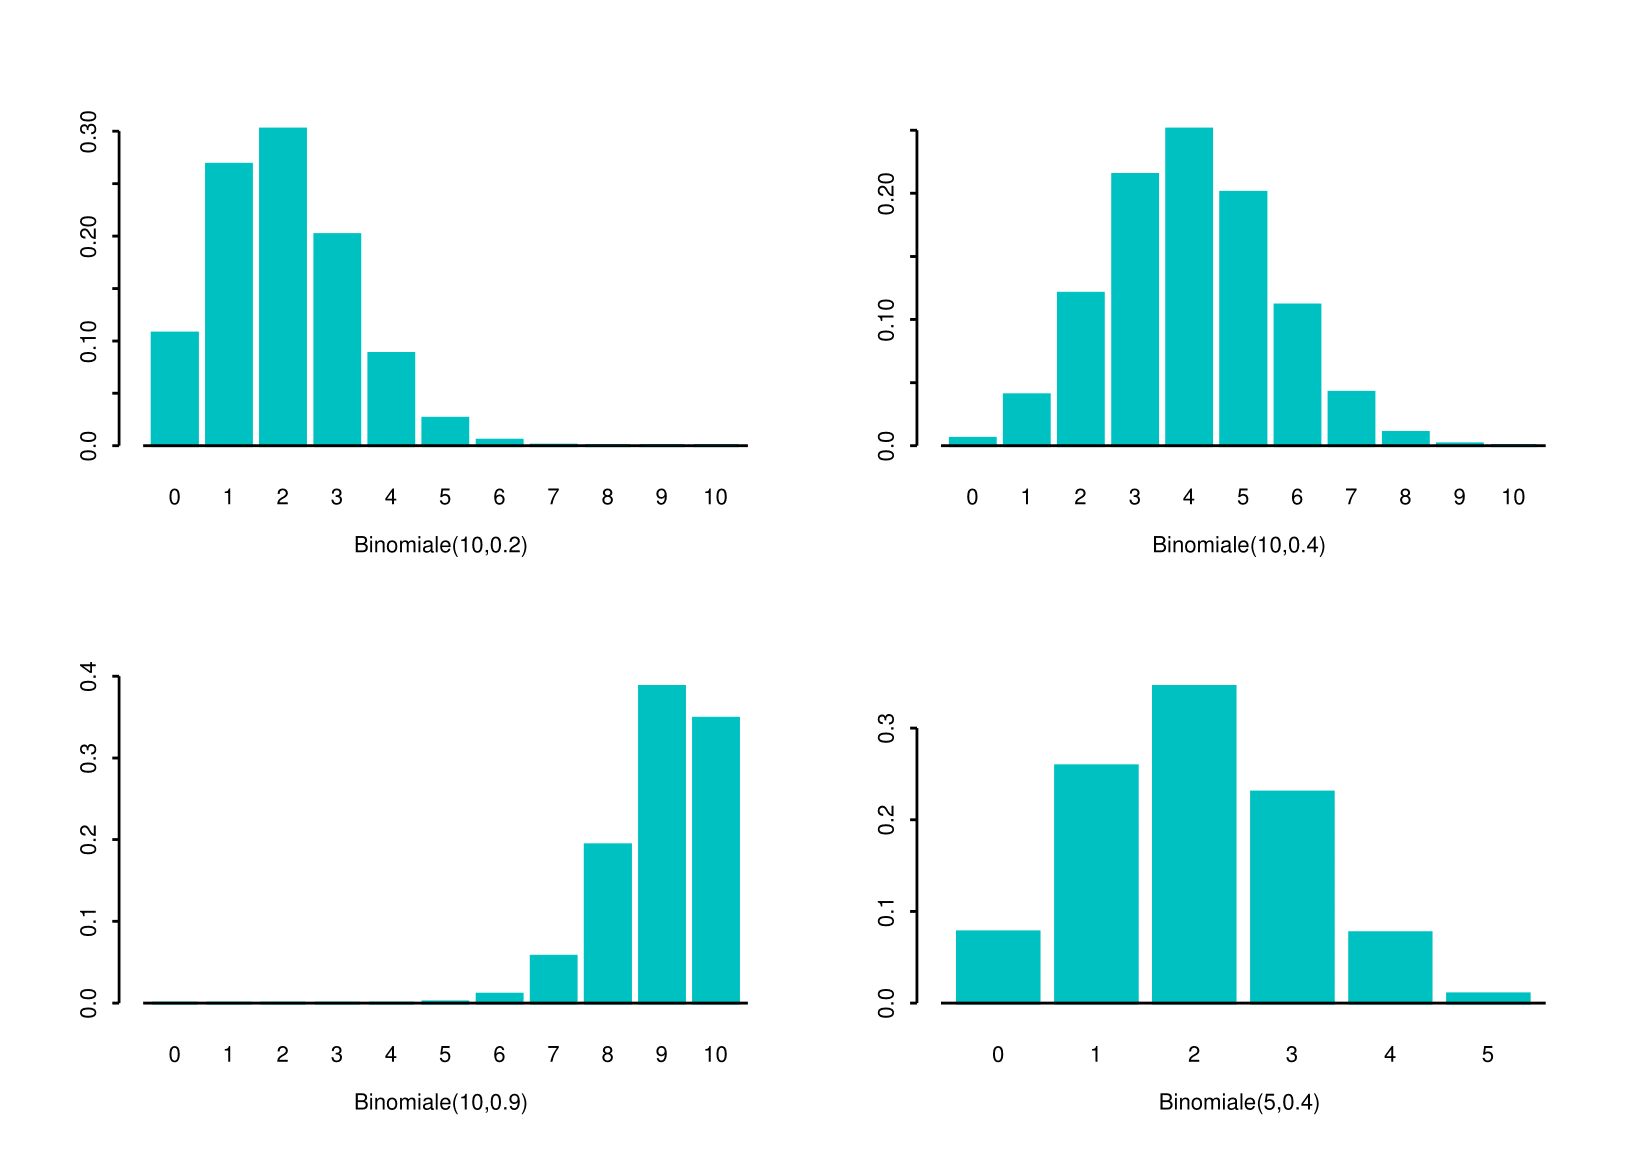 0.30
0.20
0.10
0.0
0 1 2 3 4 5 6 7 8 9 10
Binomiale(10,0.2)
0.20
0.10
0.0
0 1 2 3 4 5 6 7 8 9 10
Binomiale(10,0.4)
0.4
0.3
0.2
0.1
0.0
0 1 2 3 4 5 6 7 8 9 10
Binomiale(10,0.9)
0.3
0.2
0.1
0.0
0 1 2 3 4 5
Binomiale(5,0.4)